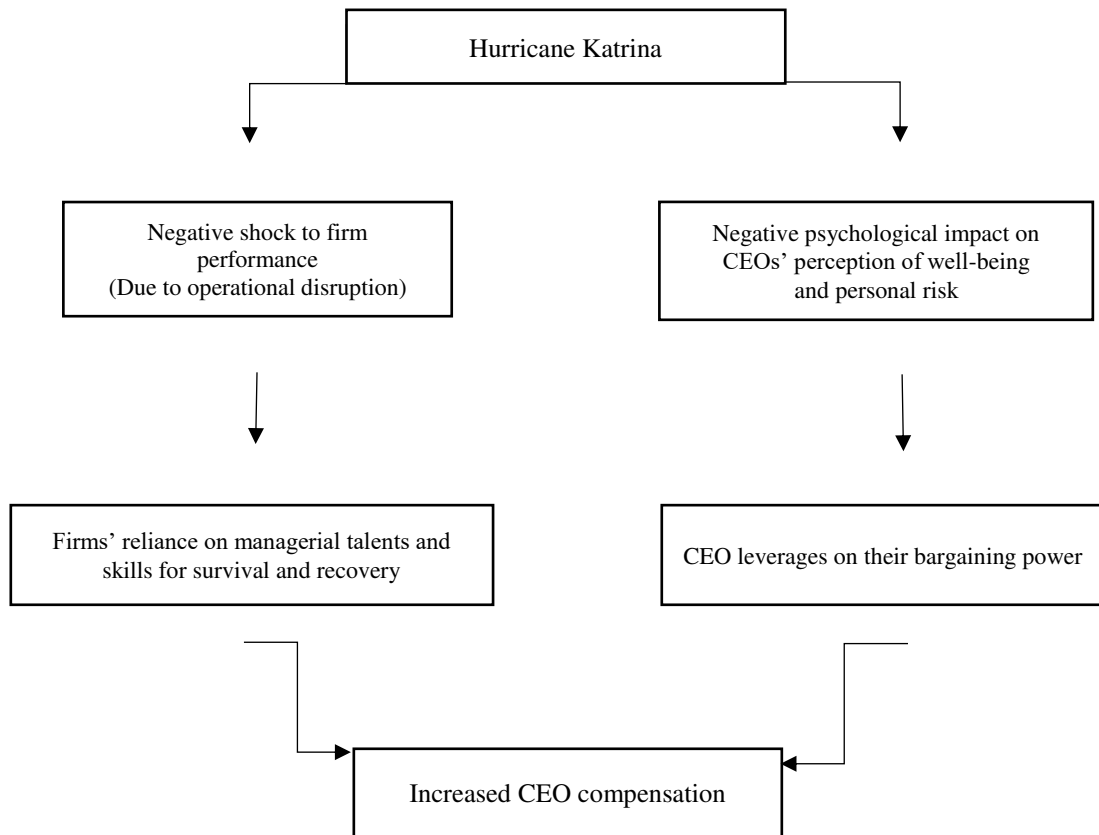 Hurricane Katrina
Negative shock to firm
performance
(Due to operational disruption)
Negative psychological impact on
CEOs’ perception of well-being
and personal risk
Firms’ reliance on managerial talents and
skills for survival and recovery
CEO leverages on their bargaining power
Increased CEO compensation